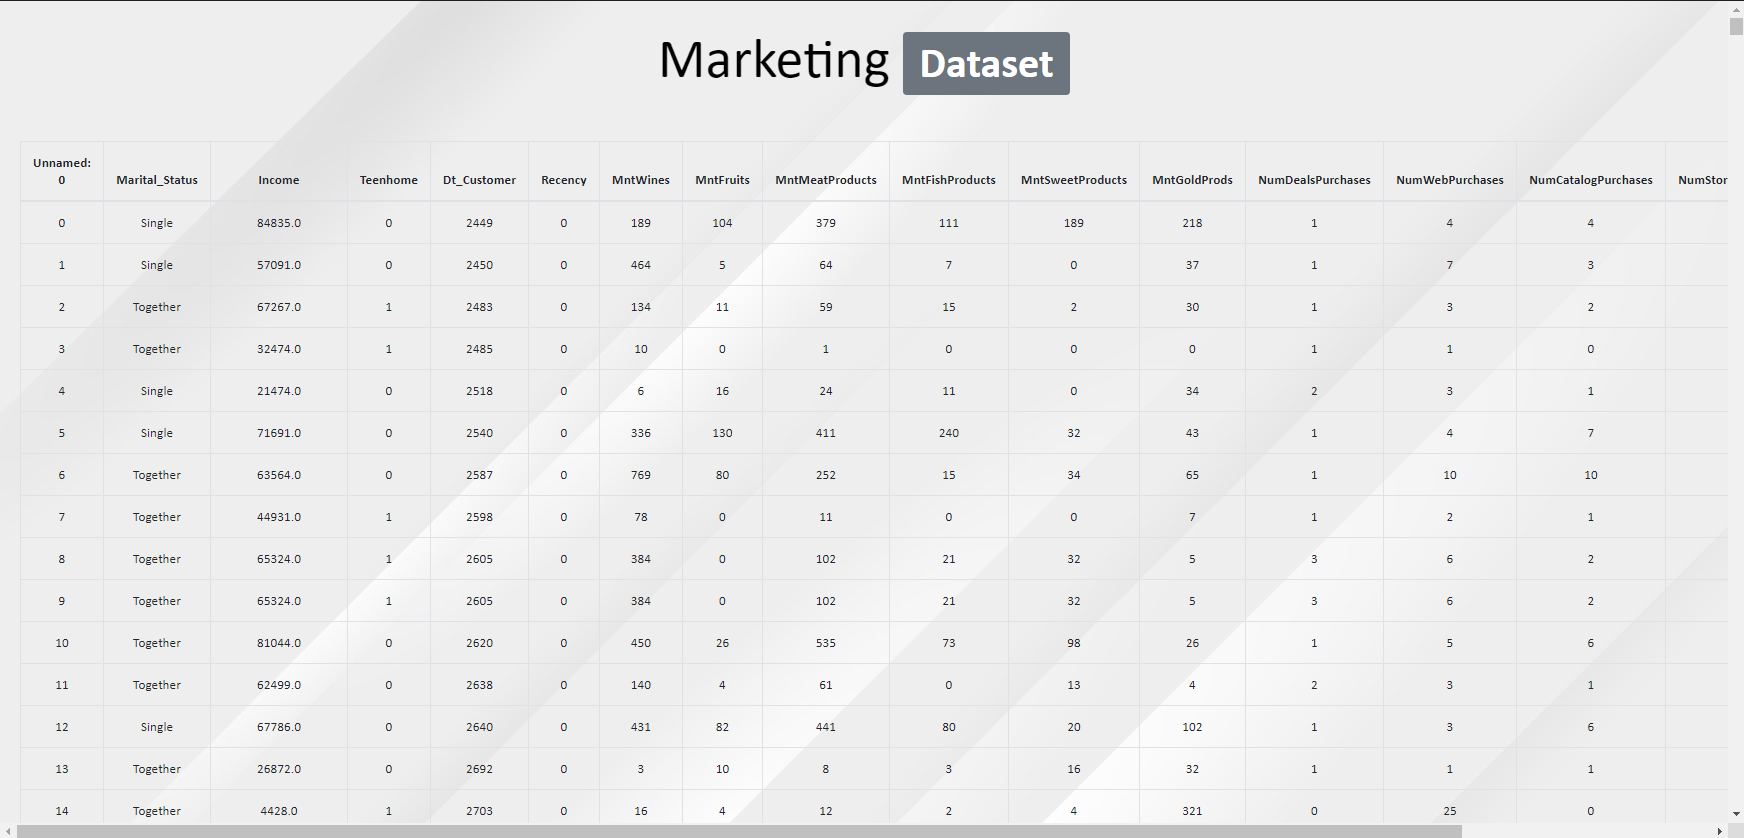 Marketing Dataset
Unnamed: 0 Marital_Status Income Teenhome Dt_Customer Recency MntWines MntFruits MntMeatProducts MntFishProducts MntSweetProducts MntGoldProds NumDealsPurchases NumWebPurchases NumCatalogPurchases NumStor
0 Single 84835.0 0 2449 0 189 104 379 111 189 218 1 4 4
1 Single 57091.0 0 2450 0 464 5 64 7 0 37 1 7 3
2 Together 67267.0 1 2483 0 134 11 59 15 2 30 1 3 2
3 Together 32474.0 1 2485 0 10 0 1 0 0 0 1 1 0
4 Single 21474.0 0 2518 0 6 16 24 11 0 34 2 3 1
5 Single 71691.0 0 2540 0 336 130 411 240 32 43 1 4 7
6 Together 63564.0 0 2587 0 769 80 252 15 34 65 1 10 10
7 Together 44931.0 1 2598 0 78 0 11 0 0 7 1 2 1
8 Together 65324.0 1 2605 0 384 0 102 21 32 5 3 6 2
9 Together 65324.0 1 2605 0 384 0 102 21 32 5 3 6 2
10 Together 81044.0 0 2620 0 450 26 535 73 98 26 1 5 6
11 Together 62499.0 0 2638 0 140 4 61 0 13 4 2 3 1
12 Single 67786.0 0 2640 0 431 82 441 80 20 102 1 3 6
13 Together 26872.0 0 2692 0 3 10 8 3 16 32 1 1 1
14 Together 4428.0 1 2703 0 16 4 12 2 4 321 0 25 0